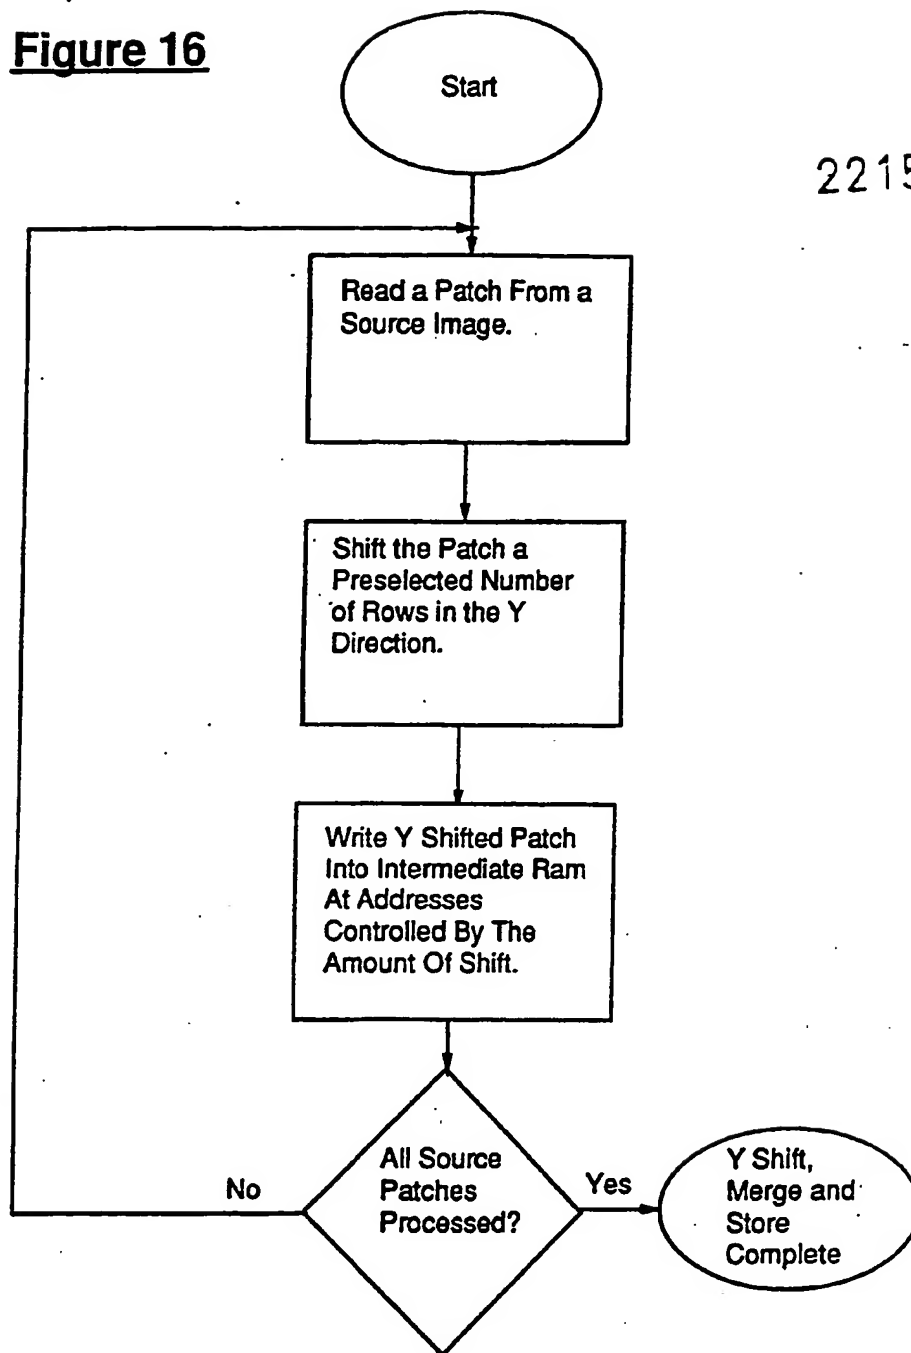 Figure 16
Start
2215
Read a Patch From a
Source Image.
Shift the Patch a
Preselected Number
of Rows in the Y
Direction.
Write Y Shifted Patch
Into Intermediate Ram
At Addresses
Controlled By The
Amount Of Shift.
All Source
Patches
Processed?
No
Yes
Y Shift,
Merge and
Store
Complete